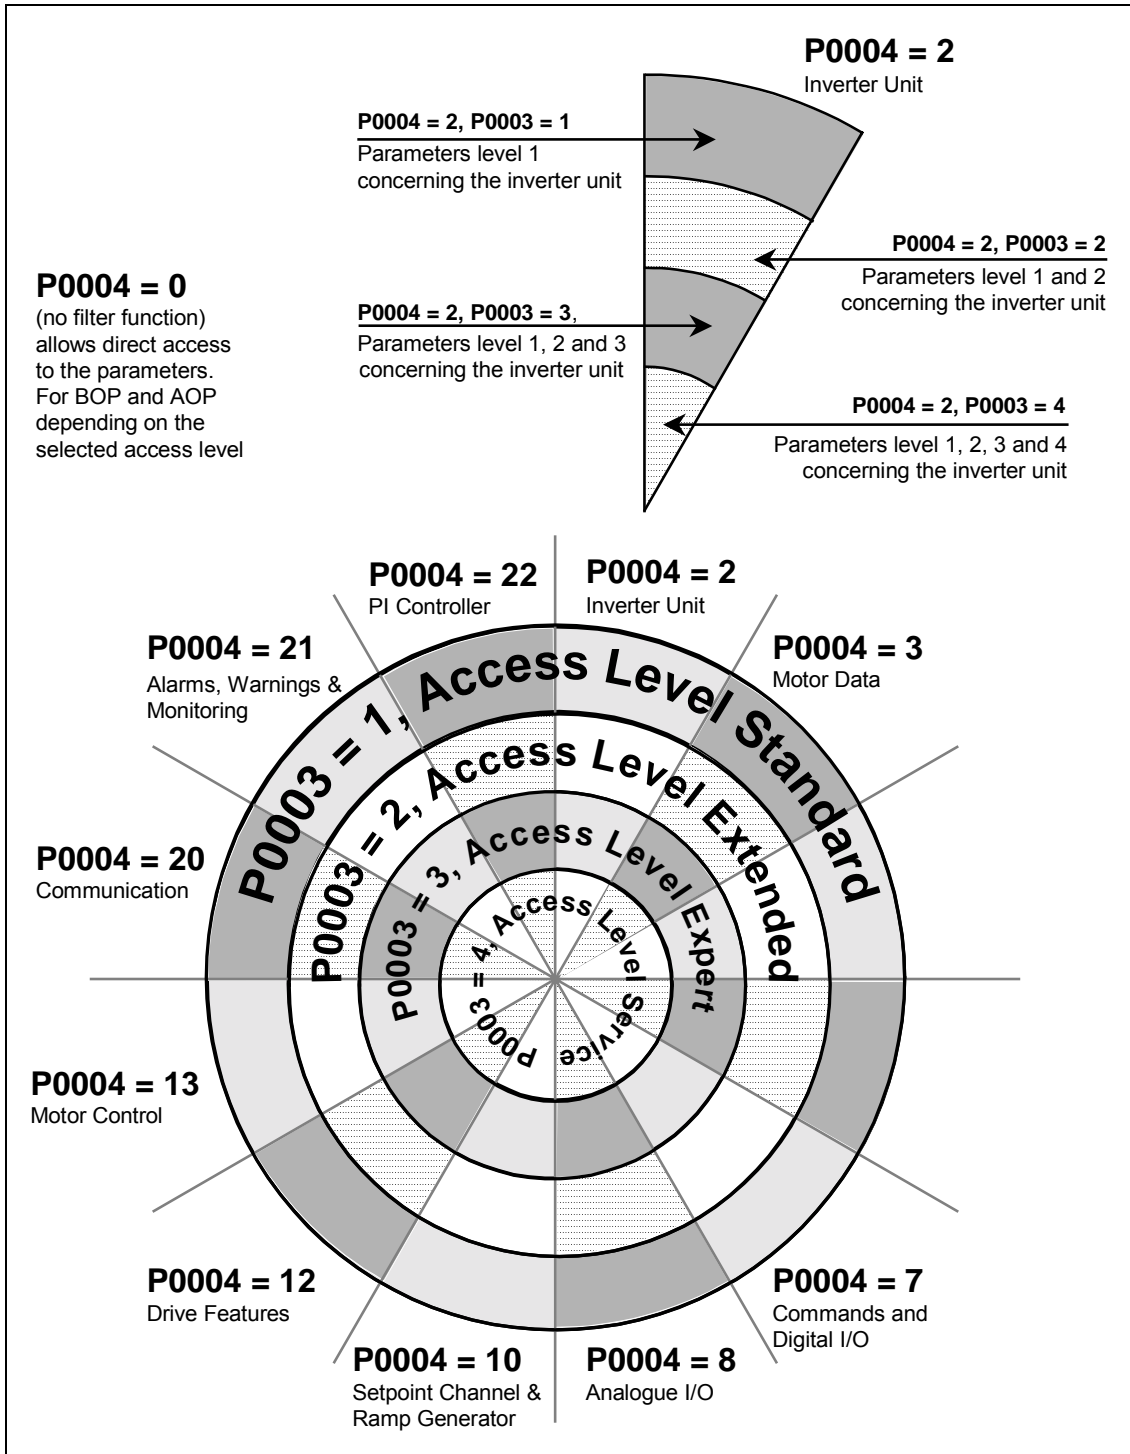 P0004 = 2
Inverter Unit
P0004 = 2, P0003 = 1
Parameters level 1
concerning the inverter unit
P0004 = 2, P0003 = 2
Parameters level 1 and 2
concerning the inverter unit
P0004 = 0
(no filter function)
allows direct access
to the parameters.
For BOP and AOP
depending on the
selected access level
P0004 = 2, P0003 = 3,
Parameters level 1, 2 and 3
concerning the inverter unit
P0004 = 2, P0003 = 4
Parameters level 1, 2, 3 and 4
concerning the inverter unit
P0004 = 22
PI Controller
P0004 = 2
Inverter Unit
P0004 = 21
Alarms, Warnings &
Monitoring
P0004 = 3
Motor Data
P0003 = 1, Access Level Standard
P0003 = 2, Access Level Extended
P0003 = 3, Access Level Expert
P0003 = 4, Access Level Service
P0004 = 20
Communication
P0004 = 13
Motor Control
P0004 = 12
Drive Features
P0004 = 7
Commands and
Digital I/O
P0004 = 10
Setpoint Channel &
Ramp Generator
P0004 = 8
Analogue I/O